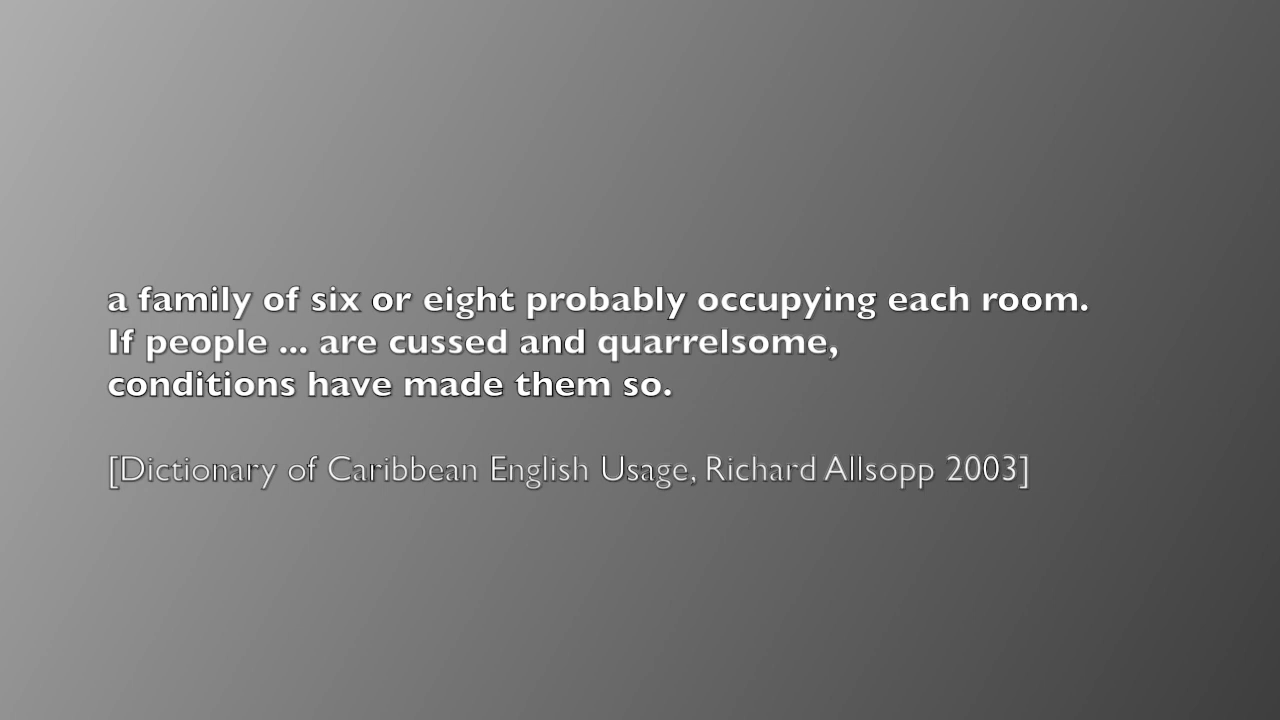 a family of six or eight probably occupying each room.
If people ... are cussed and quarrelsome,
conditions have made them so.
[Dictionary of Caribbean English Usage, Richard Allsopp 2003]